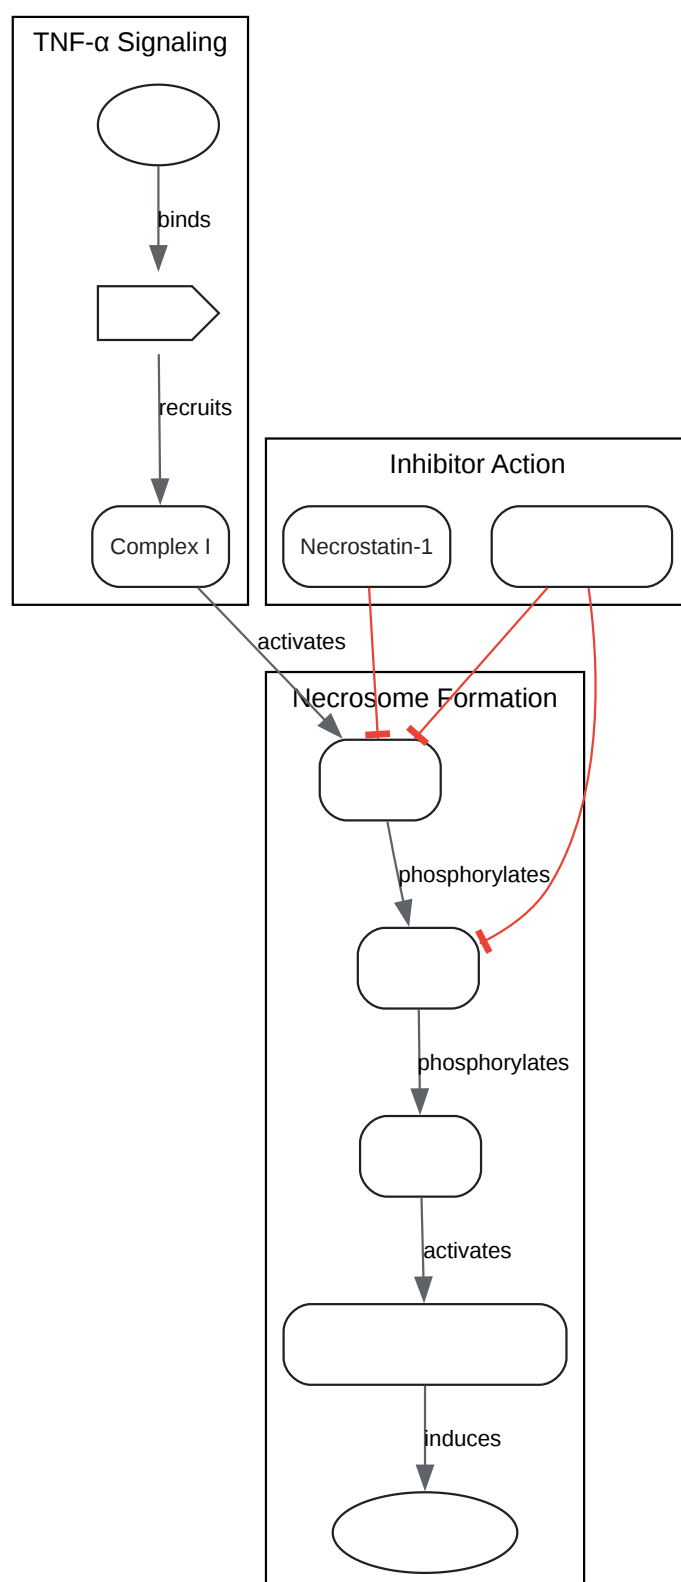 TNF-α Signaling
binds
recruits
Complex I
Inhibitor Action
Necrostatin-1
activates
Necrosome Formation
phosphorylates
phosphorylates
activates
induces